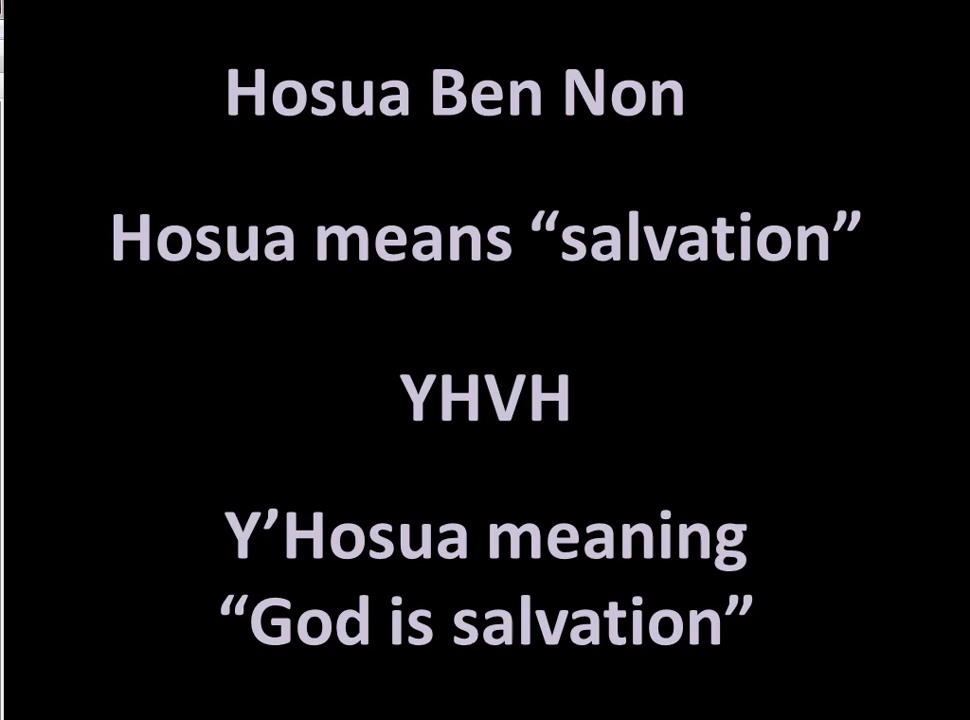 Hosua Ben Non
Hosua means “salvation”
YHVH
Y’Hosua meaning
“God is salvation”